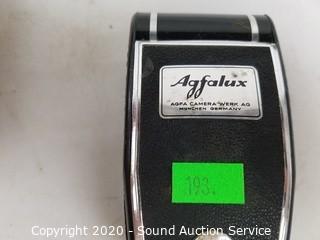 Agfalux
AGFA CAMERA WERK AG
MÜNCHEN GERMANY
193.
Copyright 2020 - Sound Auction Service